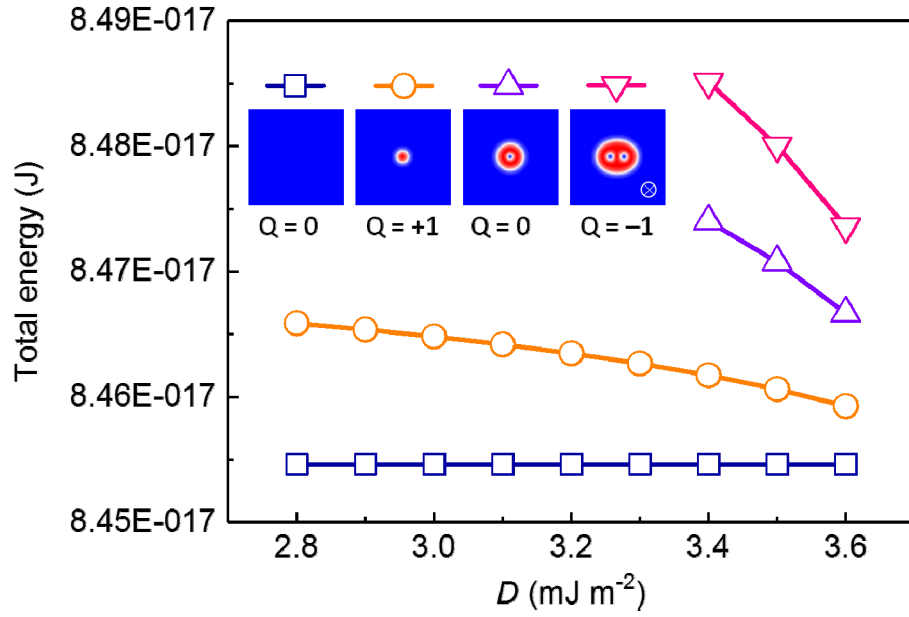 8.49E-017
8.48E-017
8.47E-017
8.46E-017
8.45E-017
Total energy (J)
Q = 0
Q = +1
Q = 0
Q = −1
2.8
3.0
3.2
3.4
3.6
D (mJ m⁻²)